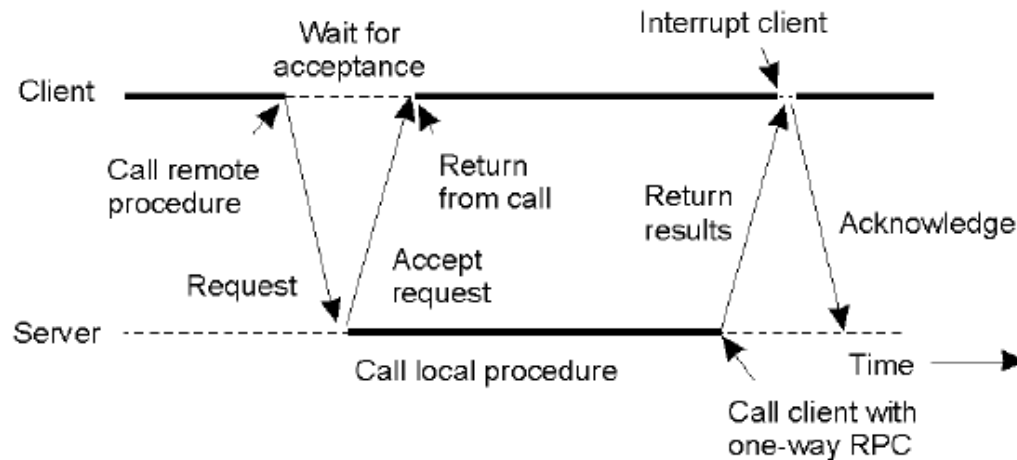 Wait for
acceptance
Interrupt client
Client
Call remote
procedure
Return
from call
Return
results
Acknowledge
Request
Accept
request
Server
Call local procedure
Time
Call client with
one-way RPC